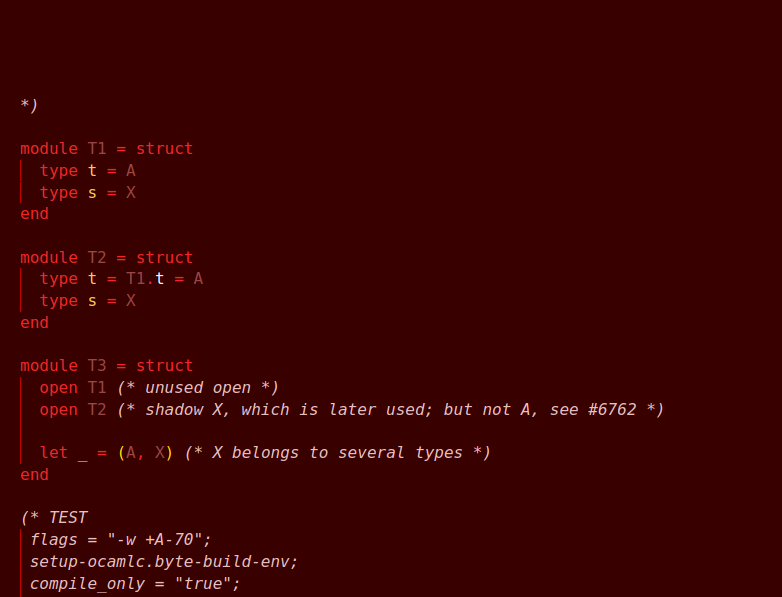 *)
module T1 = struct
type t = A
type s = X
end
module T2 = struct
type t = T1.t = A
type s = X
end
module T3 = struct
open T1 (* unused open *)
open T2 (* shadow X, which is later used; but not A, see #6762 *)
let _ = (A, X) (* X belongs to several types *)
end
(* TEST
flags = "-w +A-70";
setup-ocamlc.byte-build-env;
compile_only = "true";